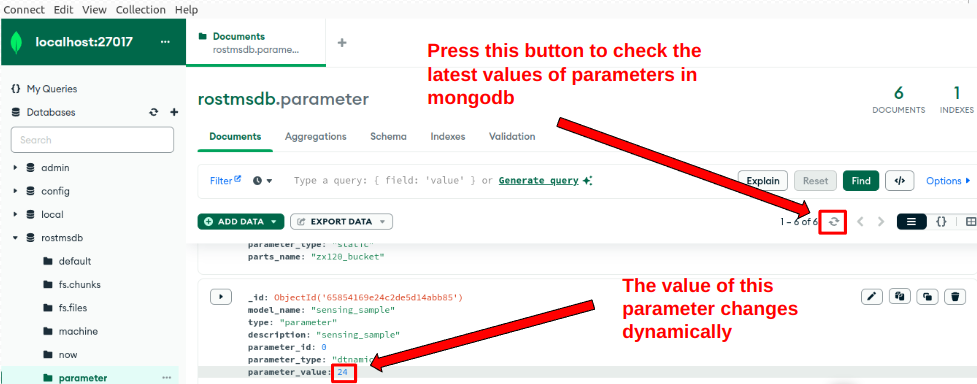 Connect Edit View Collection Help
localhost:27017 ...
Documents
rostmsdb.parame...
+
My Queries
Databases
Search
admin
config
local
rostmsdb
default
fs.chunks
fs.files
machine
now
parameter ...
Press this button to check the
latest values of parameters in
mongodb
rostmsdb.parameter
6
DOCUMENTS
1
INDEXES
Documents Aggregations Schema Indexes Validation
Filter Type a query: { field: 'value' } or Generate query
Explain Reset Find </> Options
ADD DATA EXPORT DATA 1 – 6 of 6 {}
parameter_type: "static"
parts_name: "zx120_bucket"
_id: ObjectId('65854169e24c2de5d14abb85')
model_name: "sensing_sample"
type: "parameter"
description: "sensing_sample"
parameter_id: 0
parameter_type: "dtnamic
parameter_value: 24
The value of this
parameter changes
dynamically